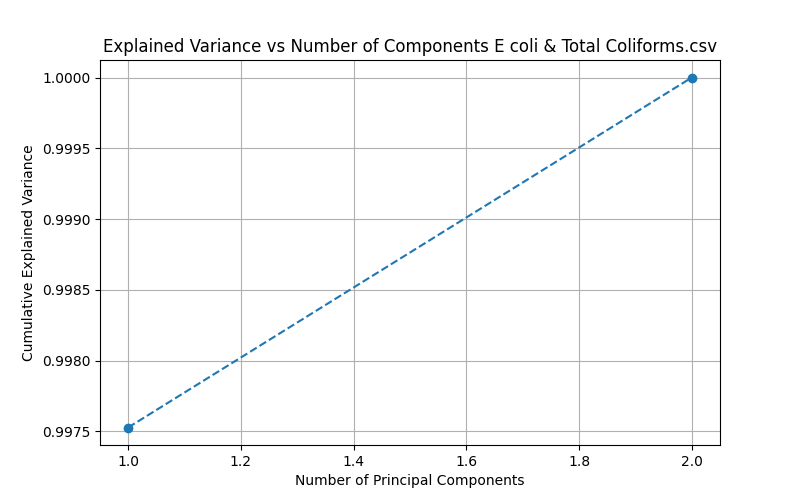 Explained Variance vs Number of Components E coli & Total Coliforms.csv
1.0000
0.9995
0.9990
0.9985
0.9980
0.9975
Cumulative Explained Variance
1.0 1.2 1.4 1.6 1.8 2.0
Number of Principal Components